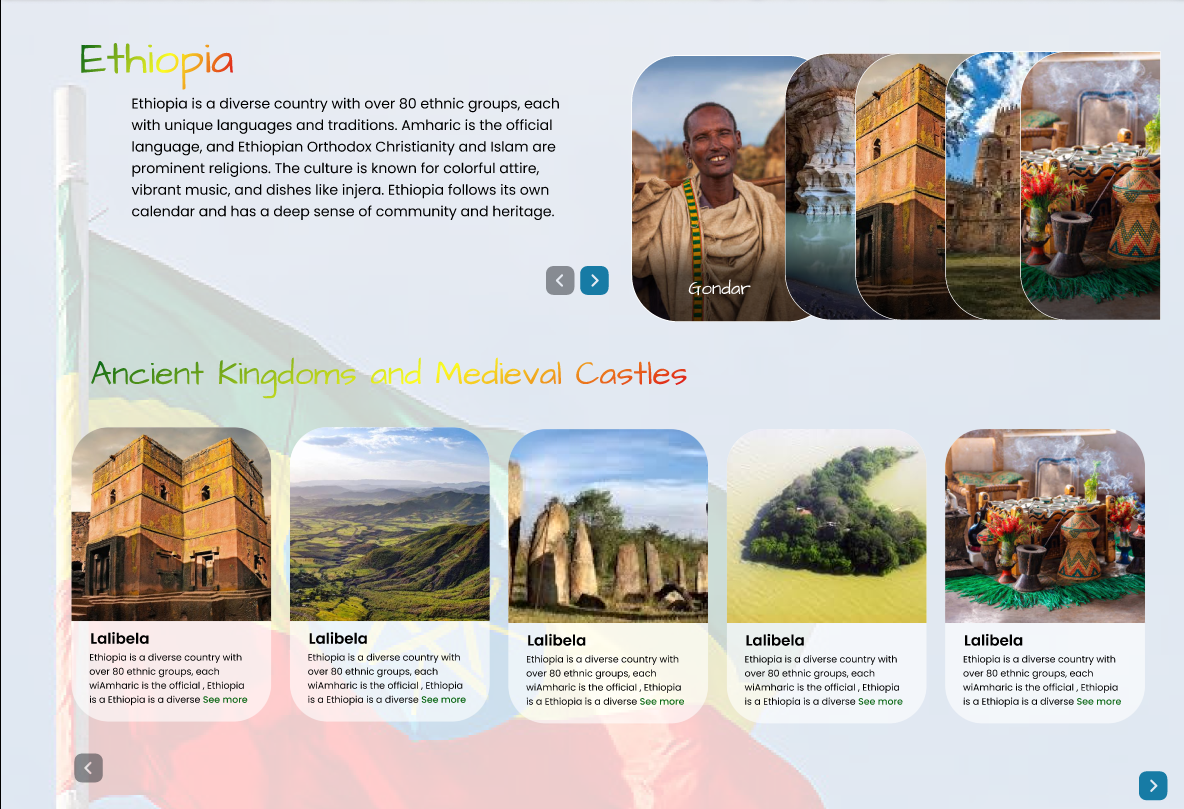 Ethiopia
Ethiopia is a diverse country with over 80 ethnic groups, each
with unique languages and traditions. Amharic is the official
language, and Ethiopian Orthodox Christianity and Islam are
prominent religions. The culture is known for colorful attire,
vibrant music, and dishes like injera. Ethiopia follows its own
calendar and has a deep sense of community and heritage.
Gondar
Ancient Kingdoms and Medieval Castles
Lalibela
Ethiopia is a diverse country with
over 80 ethnic groups, each
wiAmharic is the official , Ethiopia
is a Ethiopia is a diverse See more
Lalibela
Ethiopia is a diverse country with
over 80 ethnic groups, each
wiAmharic is the official , Ethiopia
is a Ethiopia is a diverse See more
Lalibela
Ethiopia is a diverse country with
over 80 ethnic groups, each
wiAmharic is the official , Ethiopia
is a Ethiopia is a diverse See more
Lalibela
Ethiopia is a diverse country with
over 80 ethnic groups, each
wiAmharic is the official , Ethiopia
is a Ethiopia is a diverse See more
Lalibela
Ethiopia is a diverse country with
over 80 ethnic groups, each
wiAmharic is the official , Ethiopia
is a Ethiopia is a diverse See more